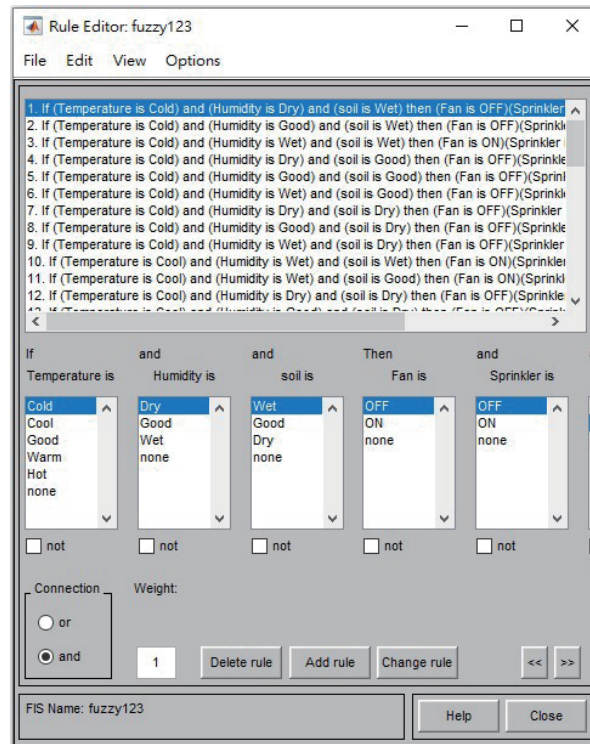 Rule Editor: fuzzy123
File Edit View Options
1. If (Temperature is Cold) and (Humidity is Dry) and (soil is Wet) then (Fan is OFF)(Sprinkler
2. If (Temperature is Cold) and (Humidity is Good) and (soil is Wet) then (Fan is OFF)(Sprinkle
3. If (Temperature is Cold) and (Humidity is Wet) and (soil is Wet) then (Fan is ON)(Sprinkler
4. If (Temperature is Cold) and (Humidity is Dry) and (soil is Good) then (Fan is OFF)(Sprinkle
5. If (Temperature is Cold) and (Humidity is Good) and (soil is Good) then (Fan is OFF)(Sprinl
6. If (Temperature is Cold) and (Humidity is Wet) and (soil is Good) then (Fan is OFF)(Sprinkl
7. If (Temperature is Cold) and (Humidity is Dry) and (soil is Dry) then (Fan is OFF)(Sprinkler
8. If (Temperature is Cold) and (Humidity is Good) and (soil is Dry) then (Fan is OFF)(Sprinkle
9. If (Temperature is Cold) and (Humidity is Wet) and (soil is Dry) then (Fan is OFF)(Sprinkler
10. If (Temperature is Cool) and (Humidity is Wet) and (soil is Wet) then (Fan is ON)(Sprinkler
11. If (Temperature is Cool) and (Humidity is Wet) and (soil is Good) then (Fan is ON)(Sprinkl
12. If (Temperature is Cool) and (Humidity is Dry) and (soil is Dry) then (Fan is OFF)(Sprinkle
If and and Then and
Temperature is Humidity is soil is Fan is Sprinkler is
Cold Dry Wet OFF OFF
Cool Good Good ON ON
Good Wet Dry none none
Warm none none
Hot
none
not not not not not
Connection Weight:
or
and 1 Delete rule Add rule Change rule << >>
FIS Name: fuzzy123 Help Close